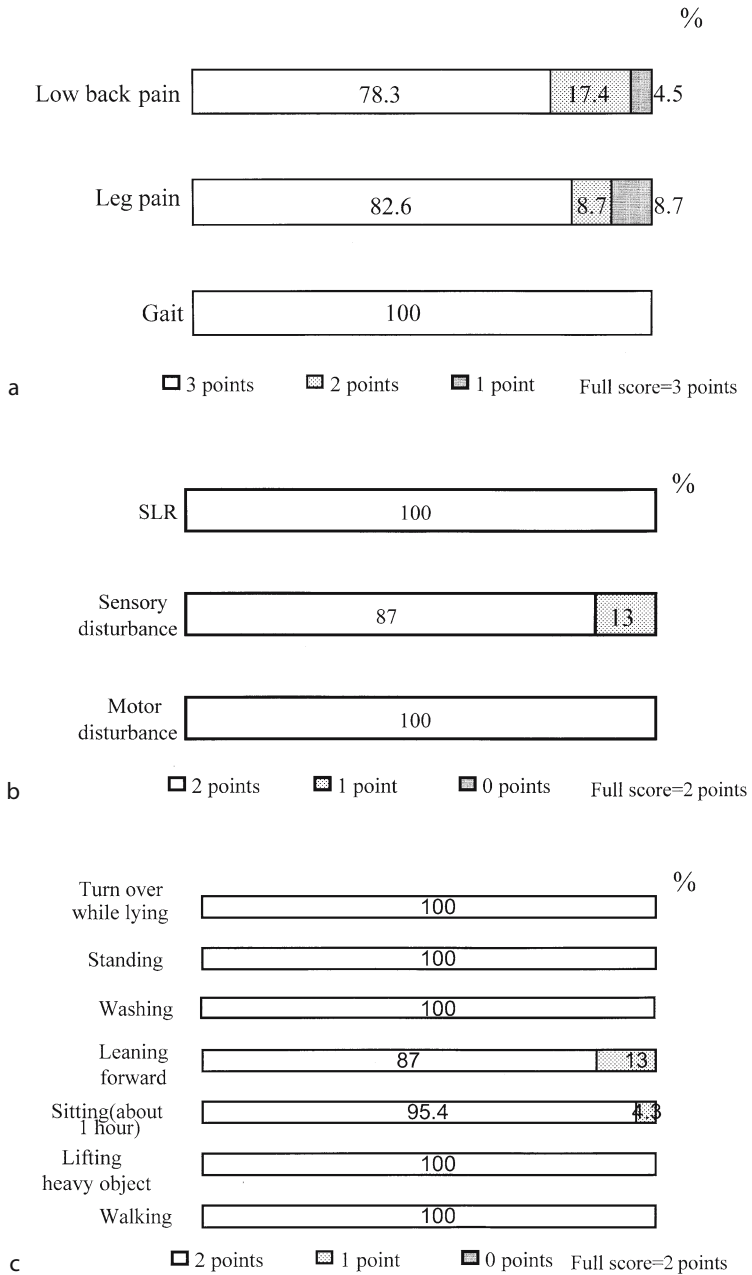 %
Low back pain 78.3 17.4 4.5
Leg pain 82.6 8.7 8.7
Gait 100
3 points 2 points 1 point Full score=3 points
a
%
SLR 100
Sensory
disturbance 87 13
Motor
disturbance 100
2 points 1 point 0 points Full score=2 points
b
%
Turn over
while lying 100
Standing 100
Washing 100
Leaning
forward 87 13
Sitting(about
1 hour) 95.4 4.3
Lifting
heavy object 100
Walking 100
2 points 1 point 0 points Full score=2 points
c